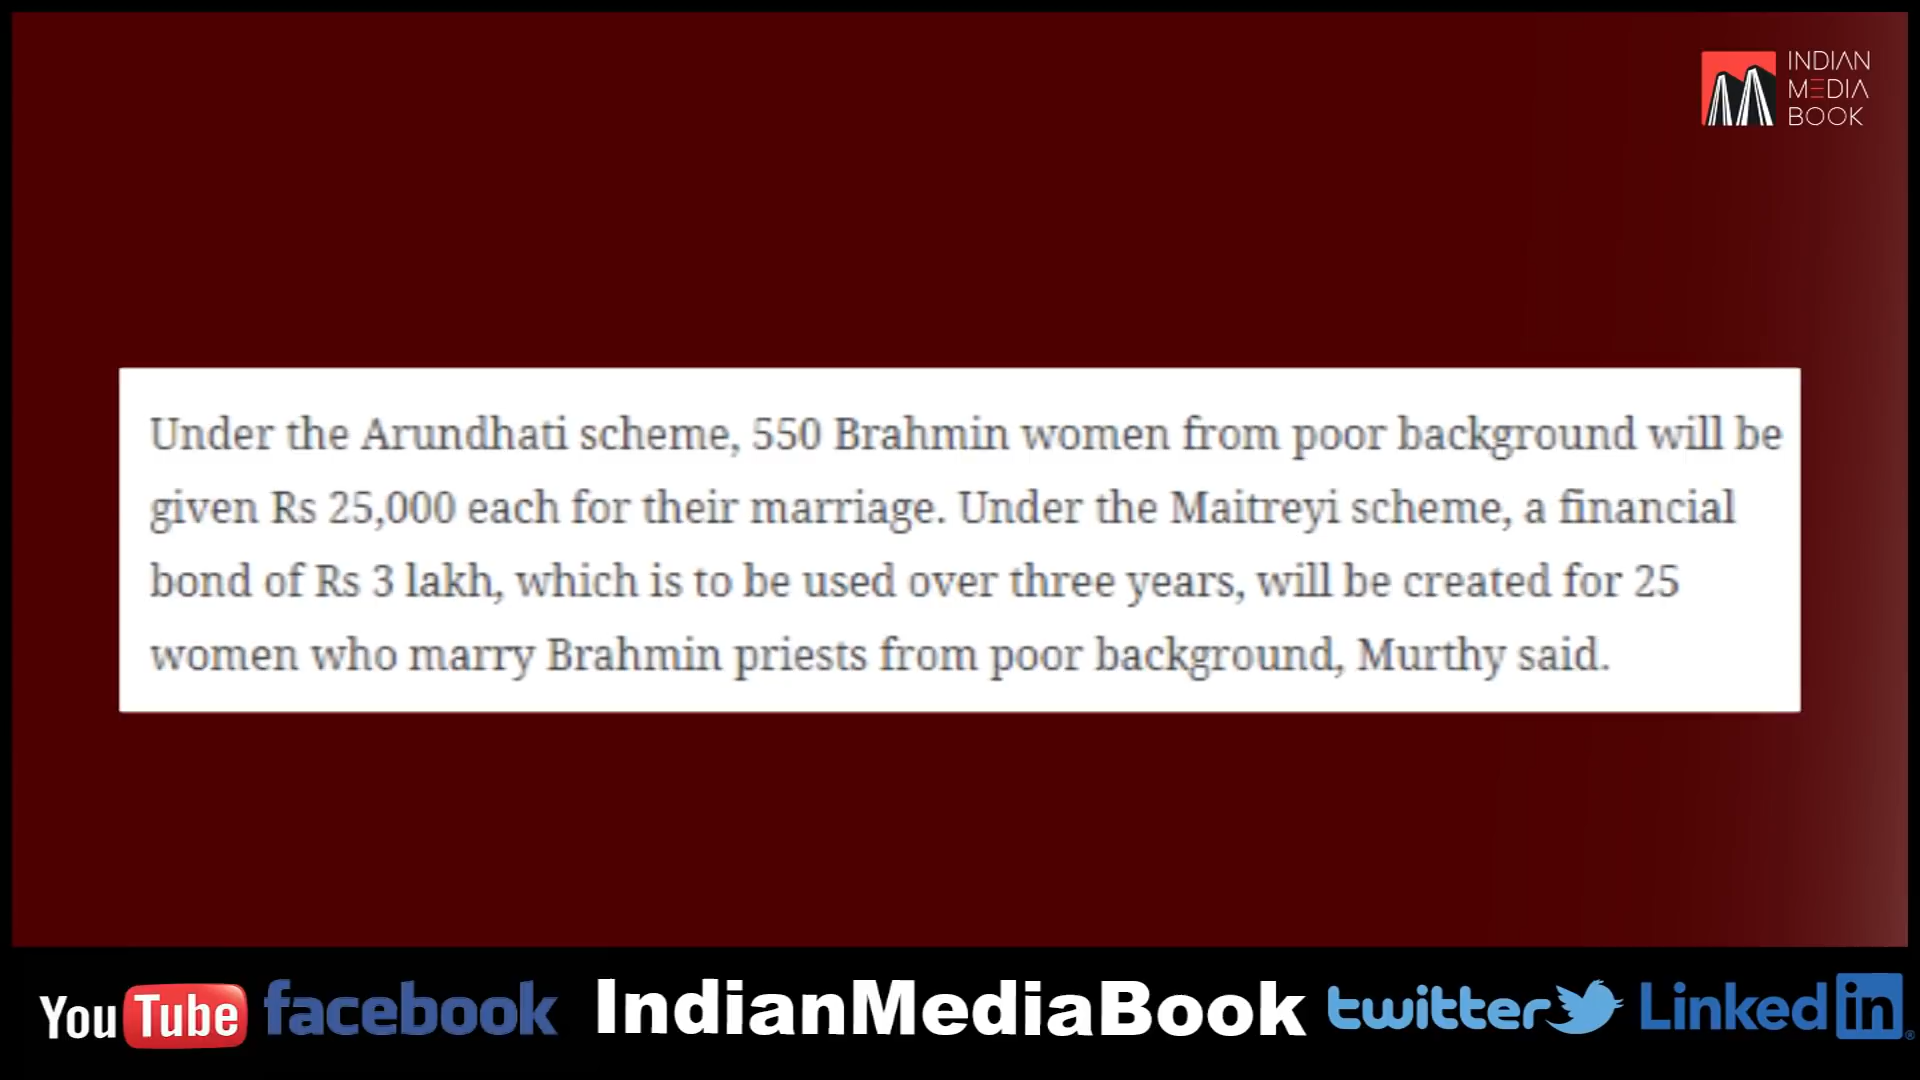 INDIAN
MEDIA
BOOK
Under the Arundhati scheme, 550 Brahmin women from poor background will be
given Rs 25,000 each for their marriage. Under the Maitreyi scheme, a financial
bond of Rs 3 lakh, which is to be used over three years, will be created for 25
women who marry Brahmin priests from poor background, Murthy said.
YouTube facebook IndianMediaBook twitter Linked in ®